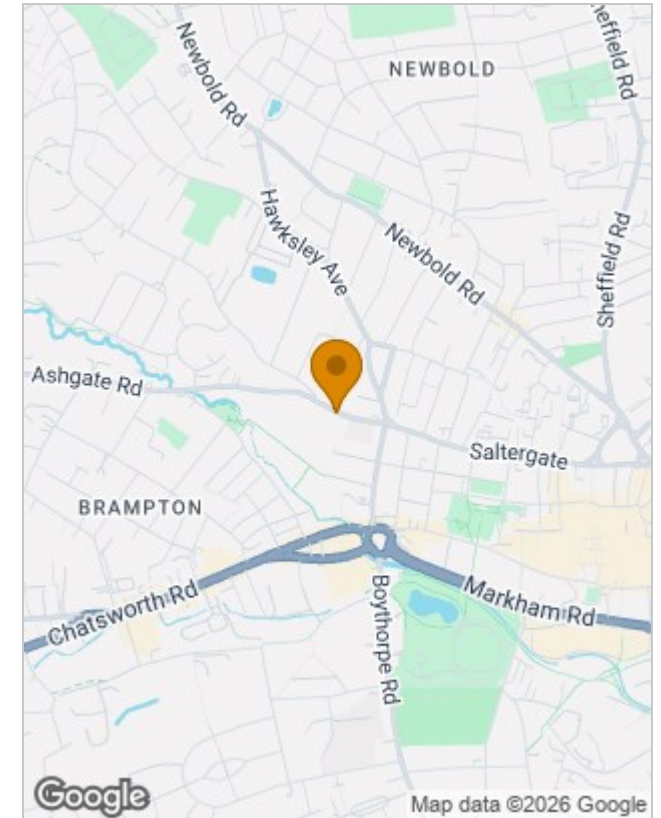 Newbold Rd
NEWBOLD
heffield Rd
Hawksley Ave
Newbold Rd
Sheffield Rd
Ashgate Rd
Saltergate
BRAMPTON
Chatsworth Rd
Boythorpe Rd
Markham Rd
Google
Map data ©2026 Google